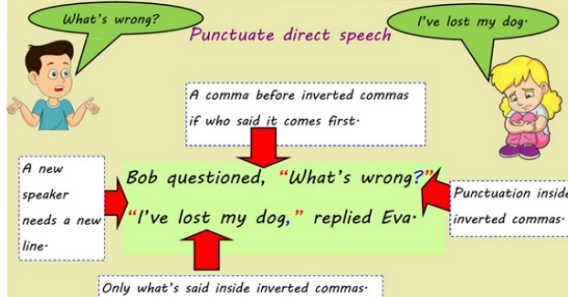 What's wrong?
I've lost my dog.
Punctuate direct speech
A comma before inverted commas
if who said it comes first.
A new
speaker
needs a new
line.
Bob questioned, “What's wrong?”
“I've lost my dog,” replied Eva.
Punctuation inside
inverted commas.
Only what's said inside inverted commas.